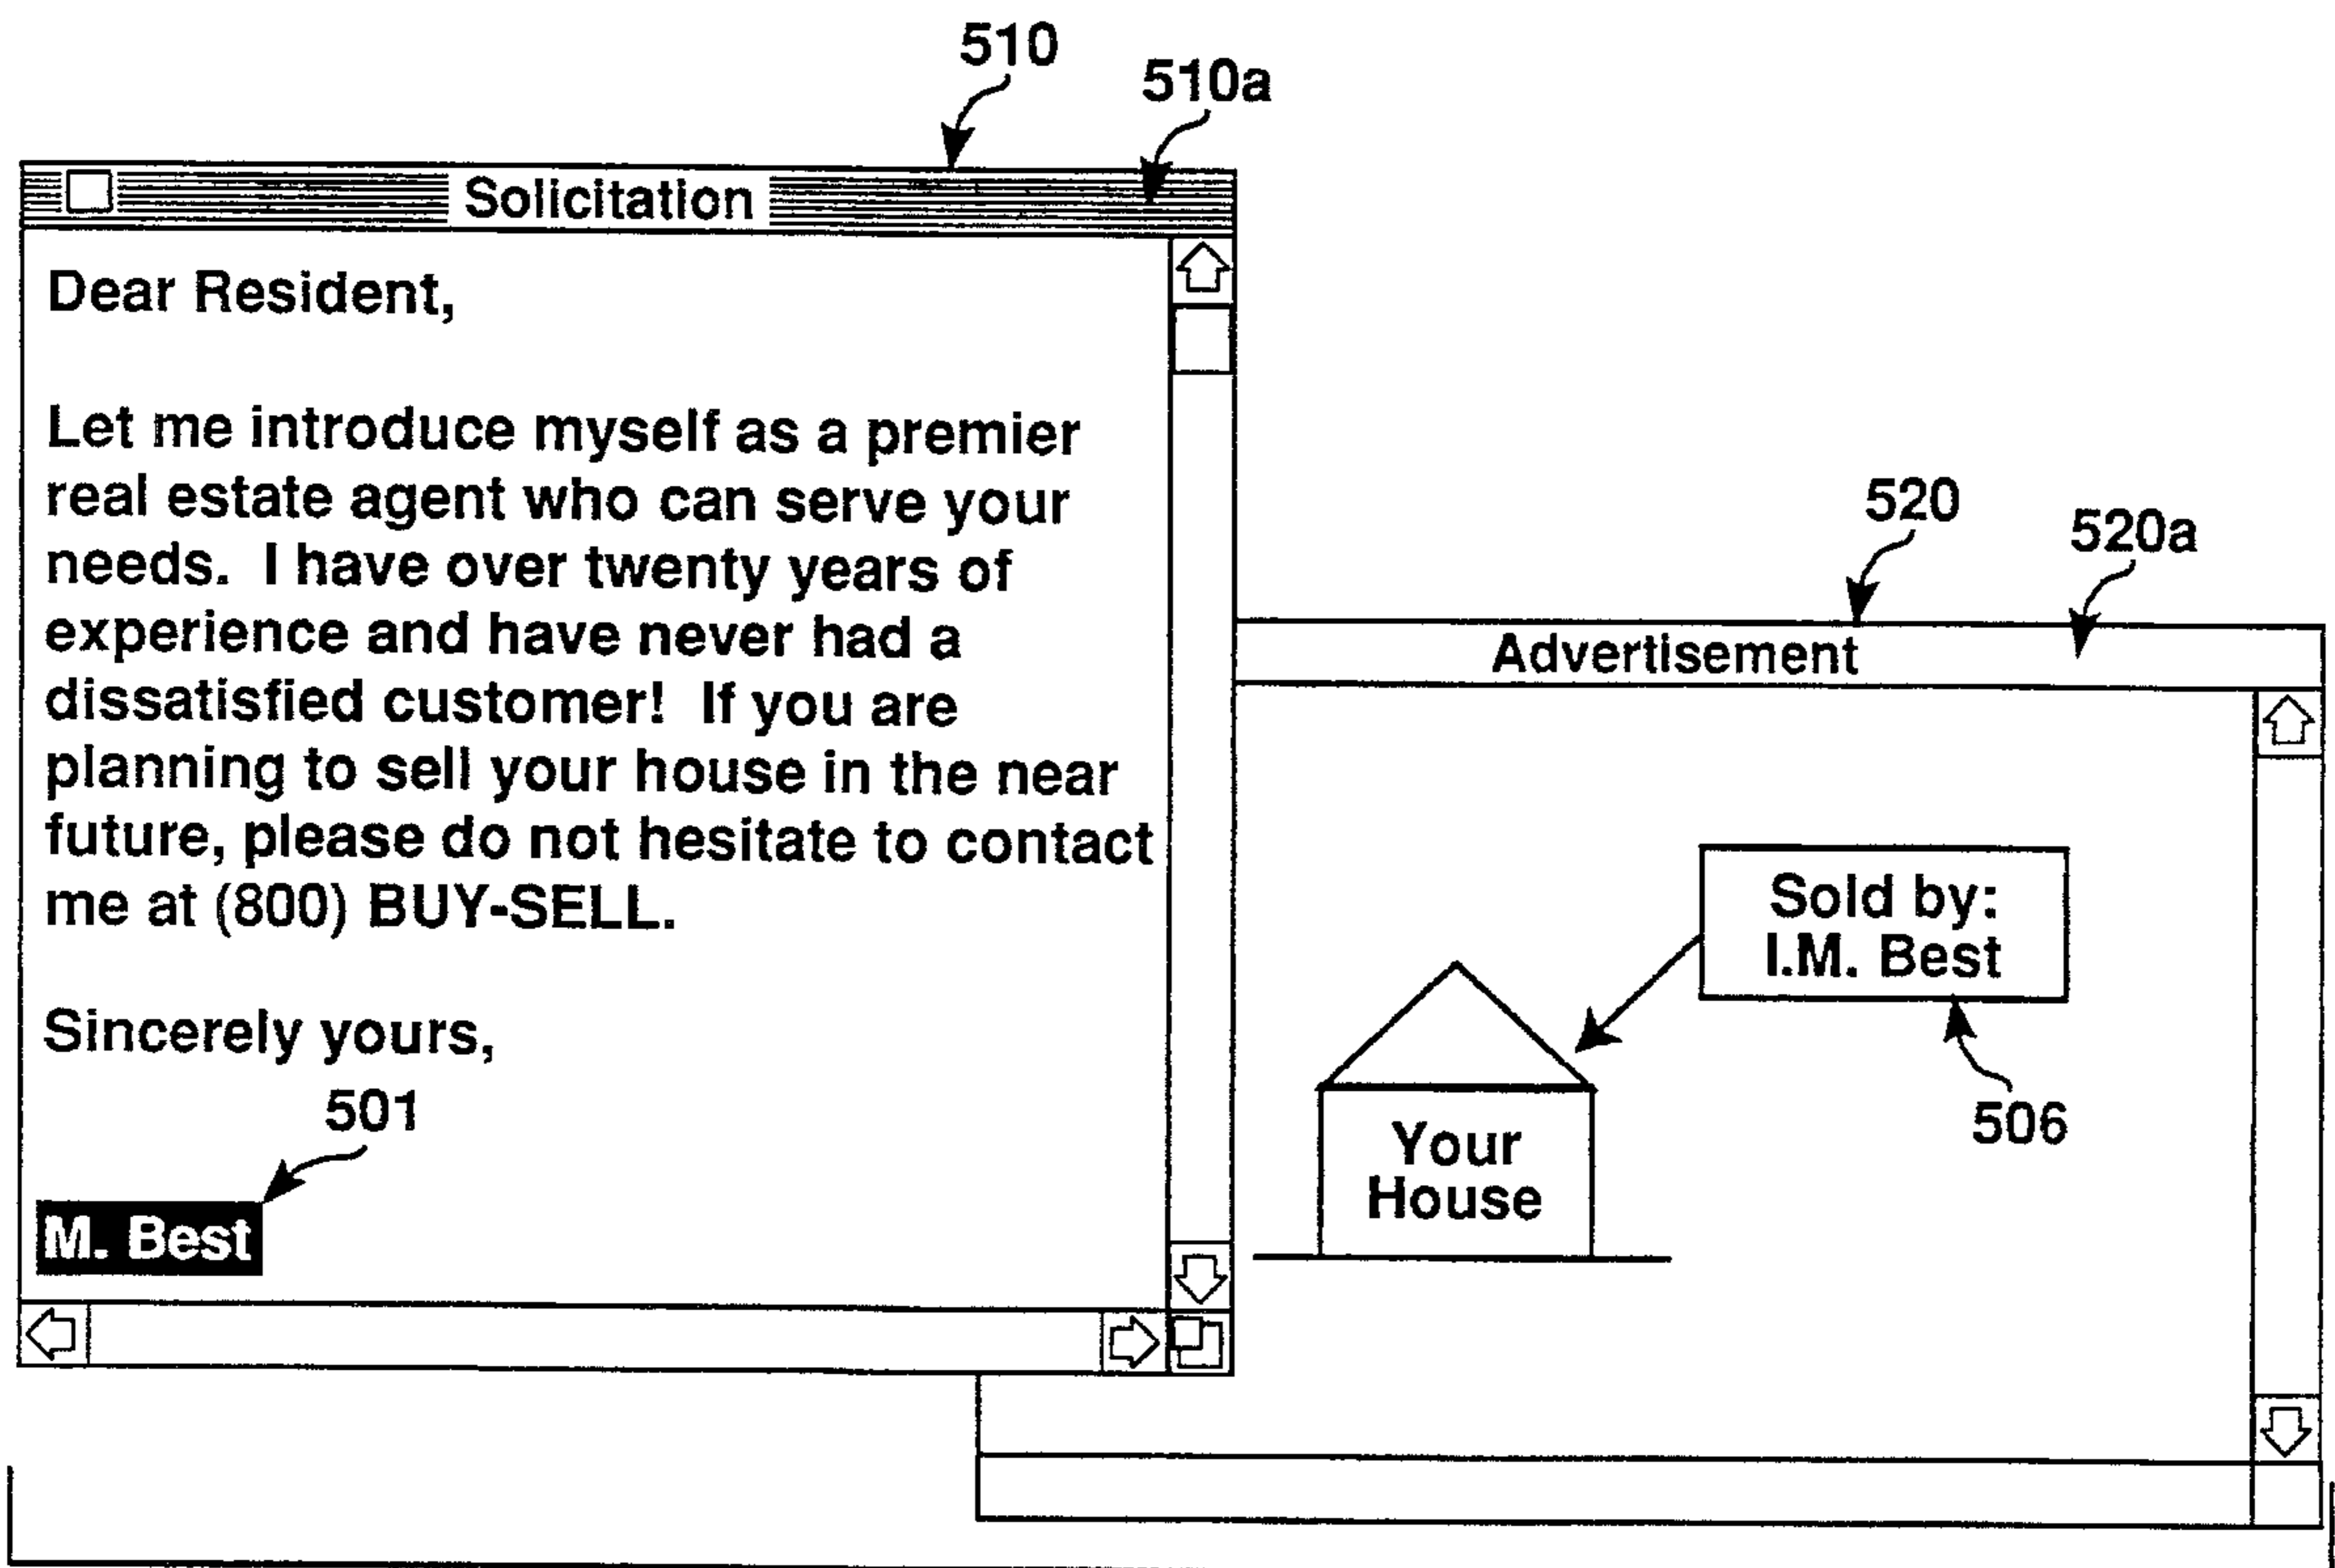 510
510a
Solicitation
Dear Resident,
Let me introduce myself as a premier
real estate agent who can serve your
needs.  I have over twenty years of
experience and have never had a
dissatisfied customer!  If you are
planning to sell your house in the near
future, please do not hesitate to contact
me at (800) BUY-SELL.
Sincerely yours,
501
M. Best
520
520a
Advertisement
Sold by:
I.M. Best
506
Your
House